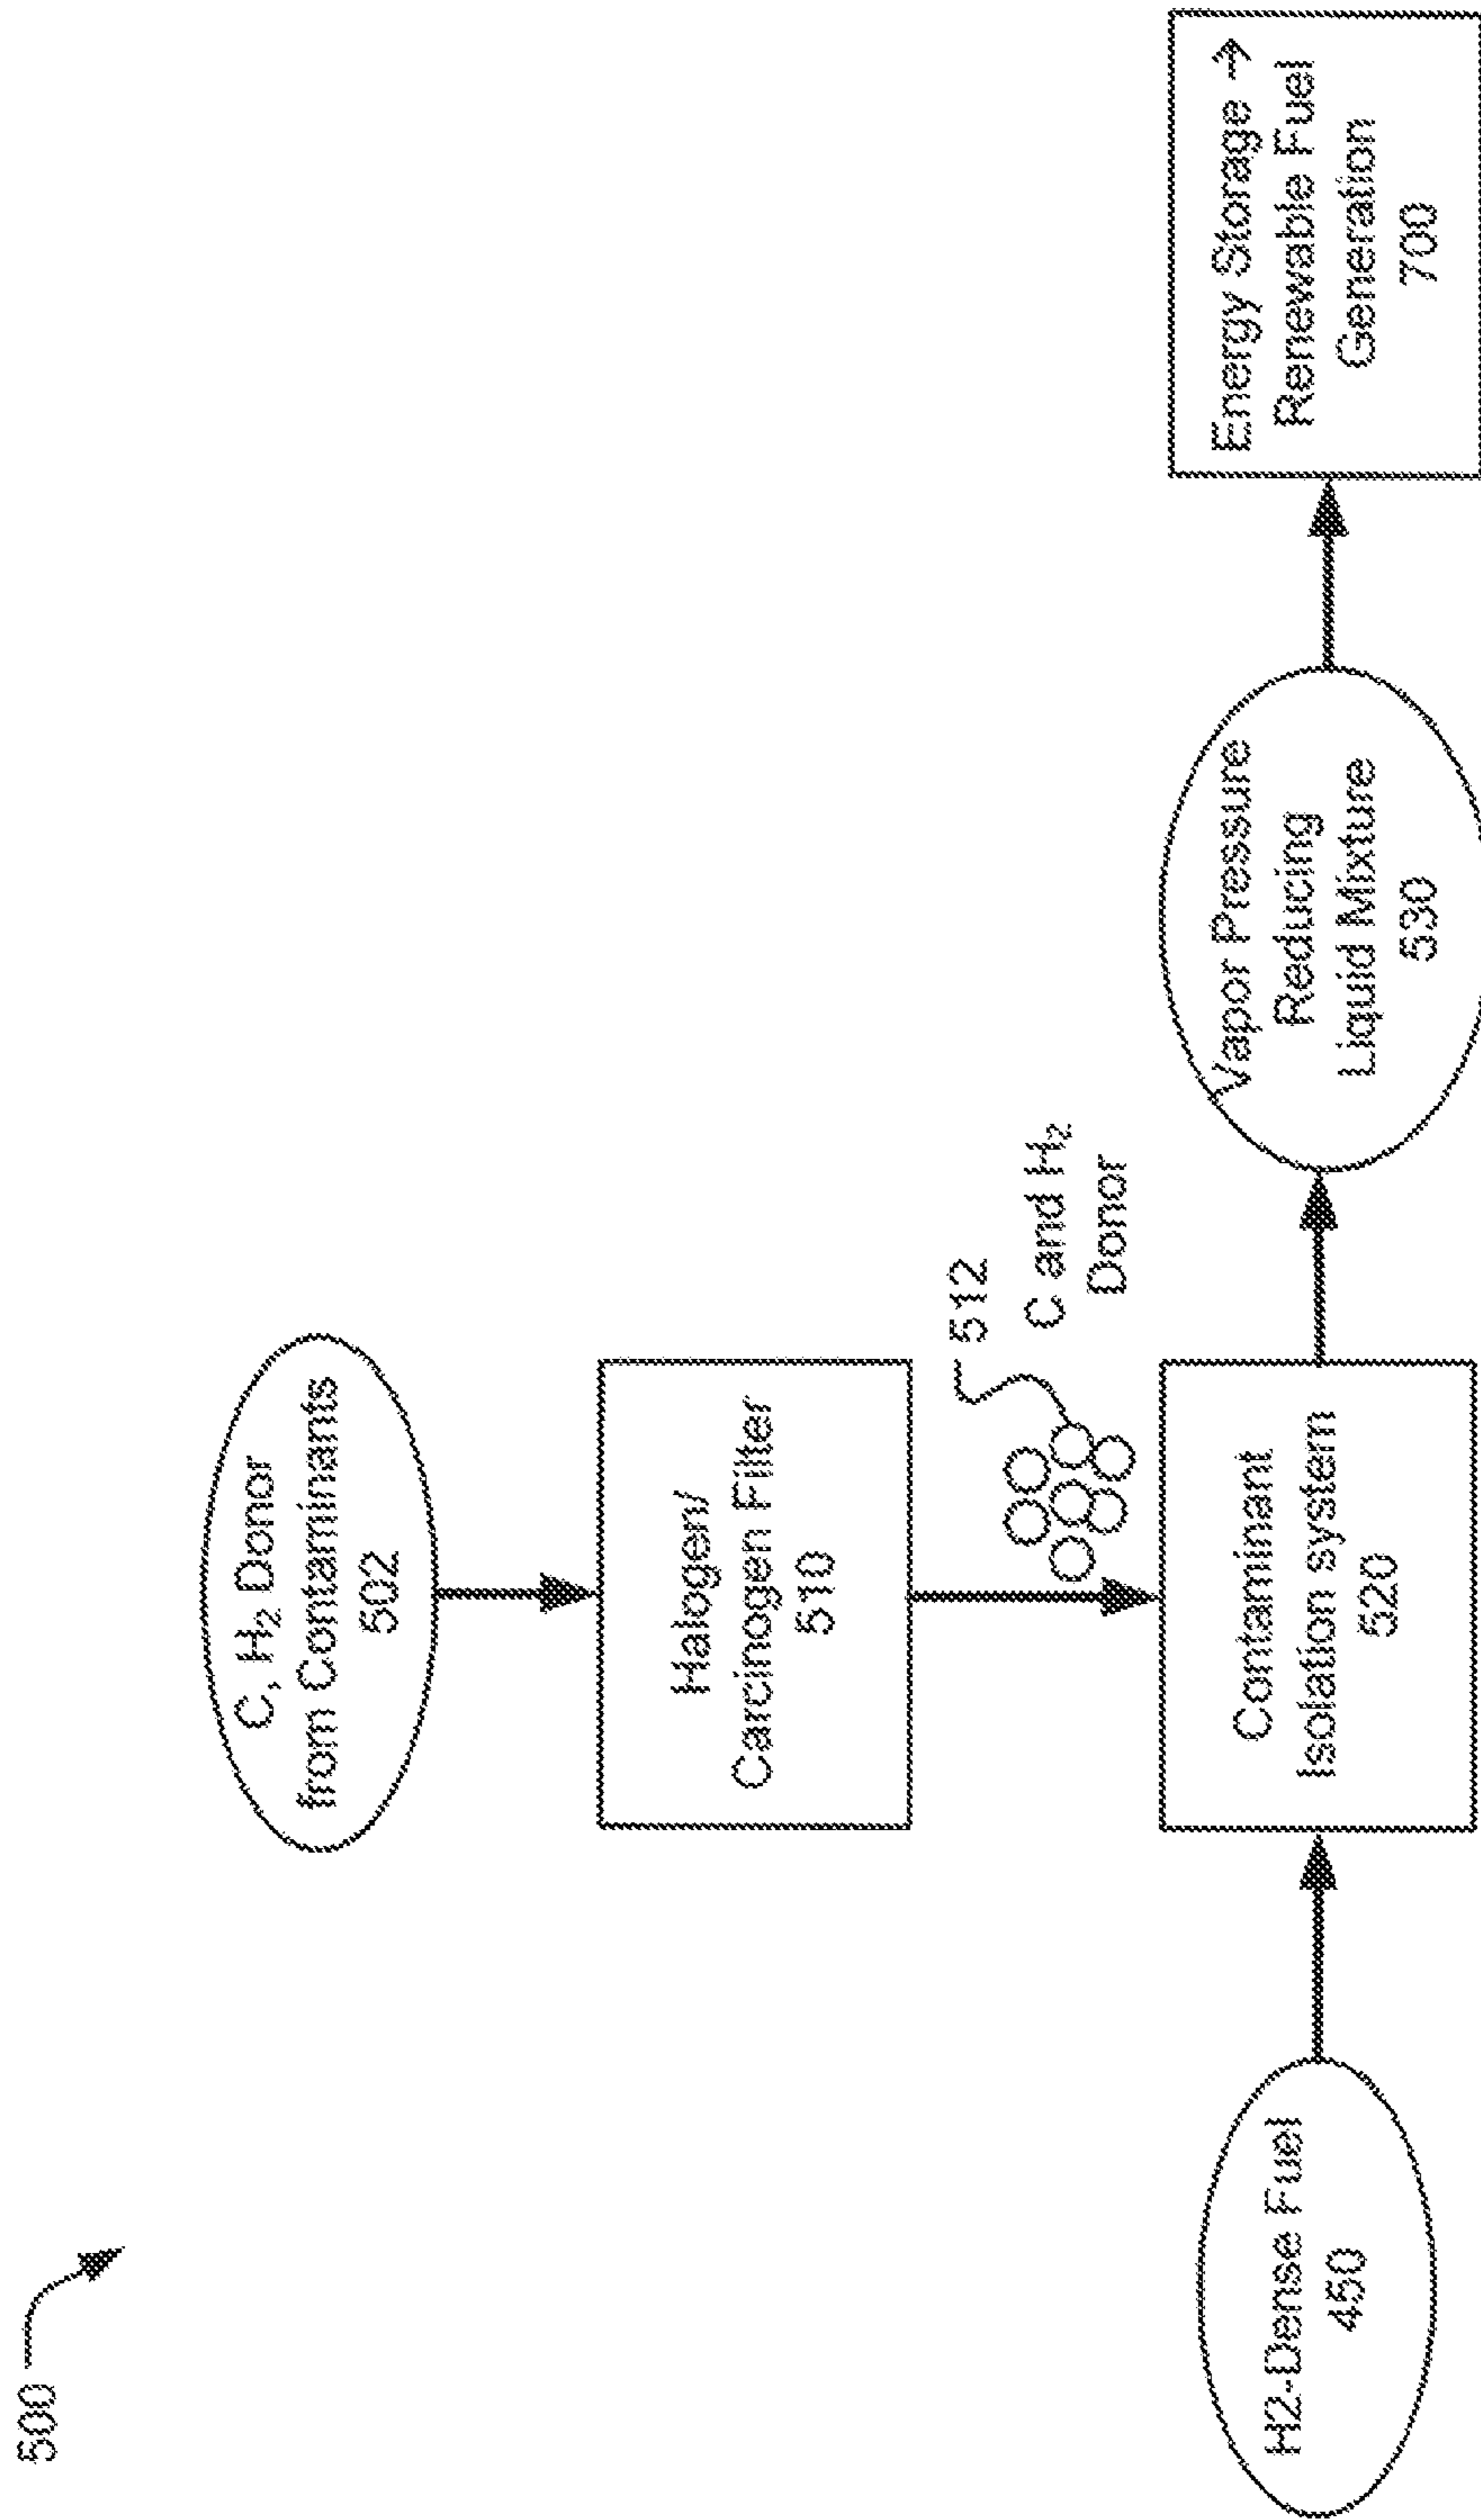 500
C, H₂ Donor
from Contaminants
502
Halogen/
Carcinogen Filter
510
512
C and H₂
Donor
H2-Dense Fuel
450
Contaminant
Isolation system
520
Vapor Pressure
Reducing
Liquid Mixture
530
Energy Storage →
Renewable Fuel
Generation
700